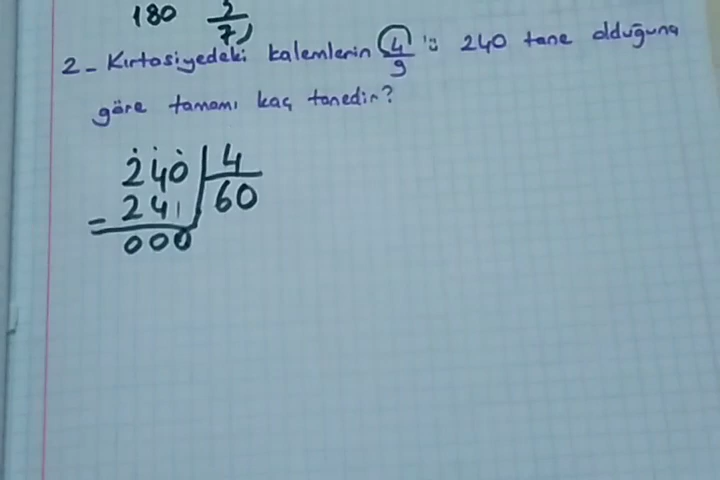 180 2/7
2- Kırtasiyedeki kalemlerin 4/9 'ü 240 tane olduğuna
göre tamamı kaç tanedir?
240 4
- 24 60
000